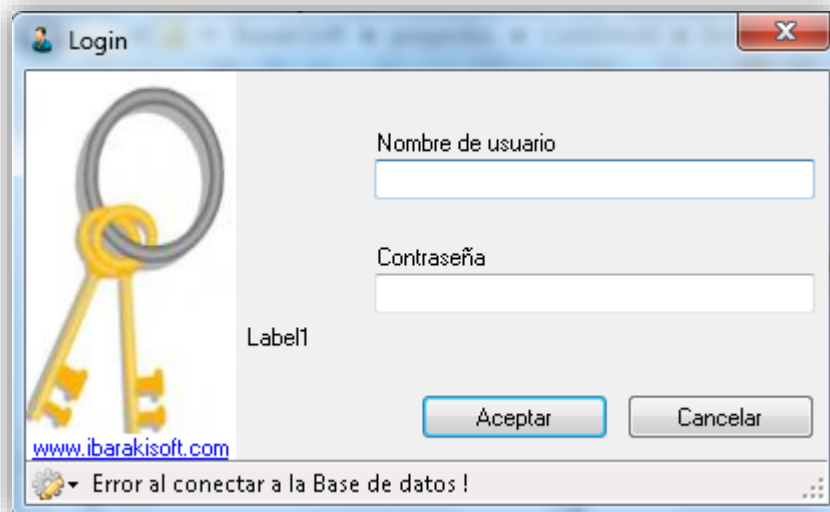 Login
Nombre de usuario
Contraseña
Label1
Aceptar
Cancelar
www.ibarakisoft.com
Error al conectar a la Base de datos !